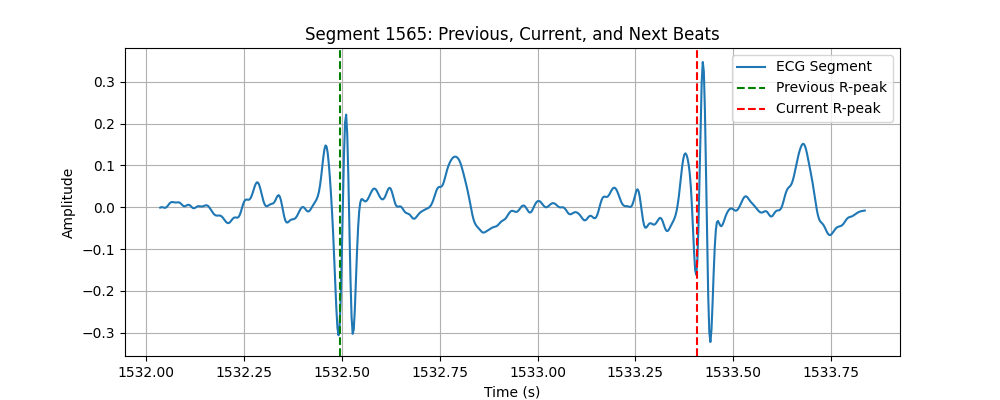 Segment 1565: Previous, Current, and Next Beats
ECG Segment
Previous R-peak
Current R-peak
Amplitude
0.3
0.2
0.1
0.0
−0.1
−0.2
−0.3
1532.00 1532.25 1532.50 1532.75 1533.00 1533.25 1533.50 1533.75
Time (s)